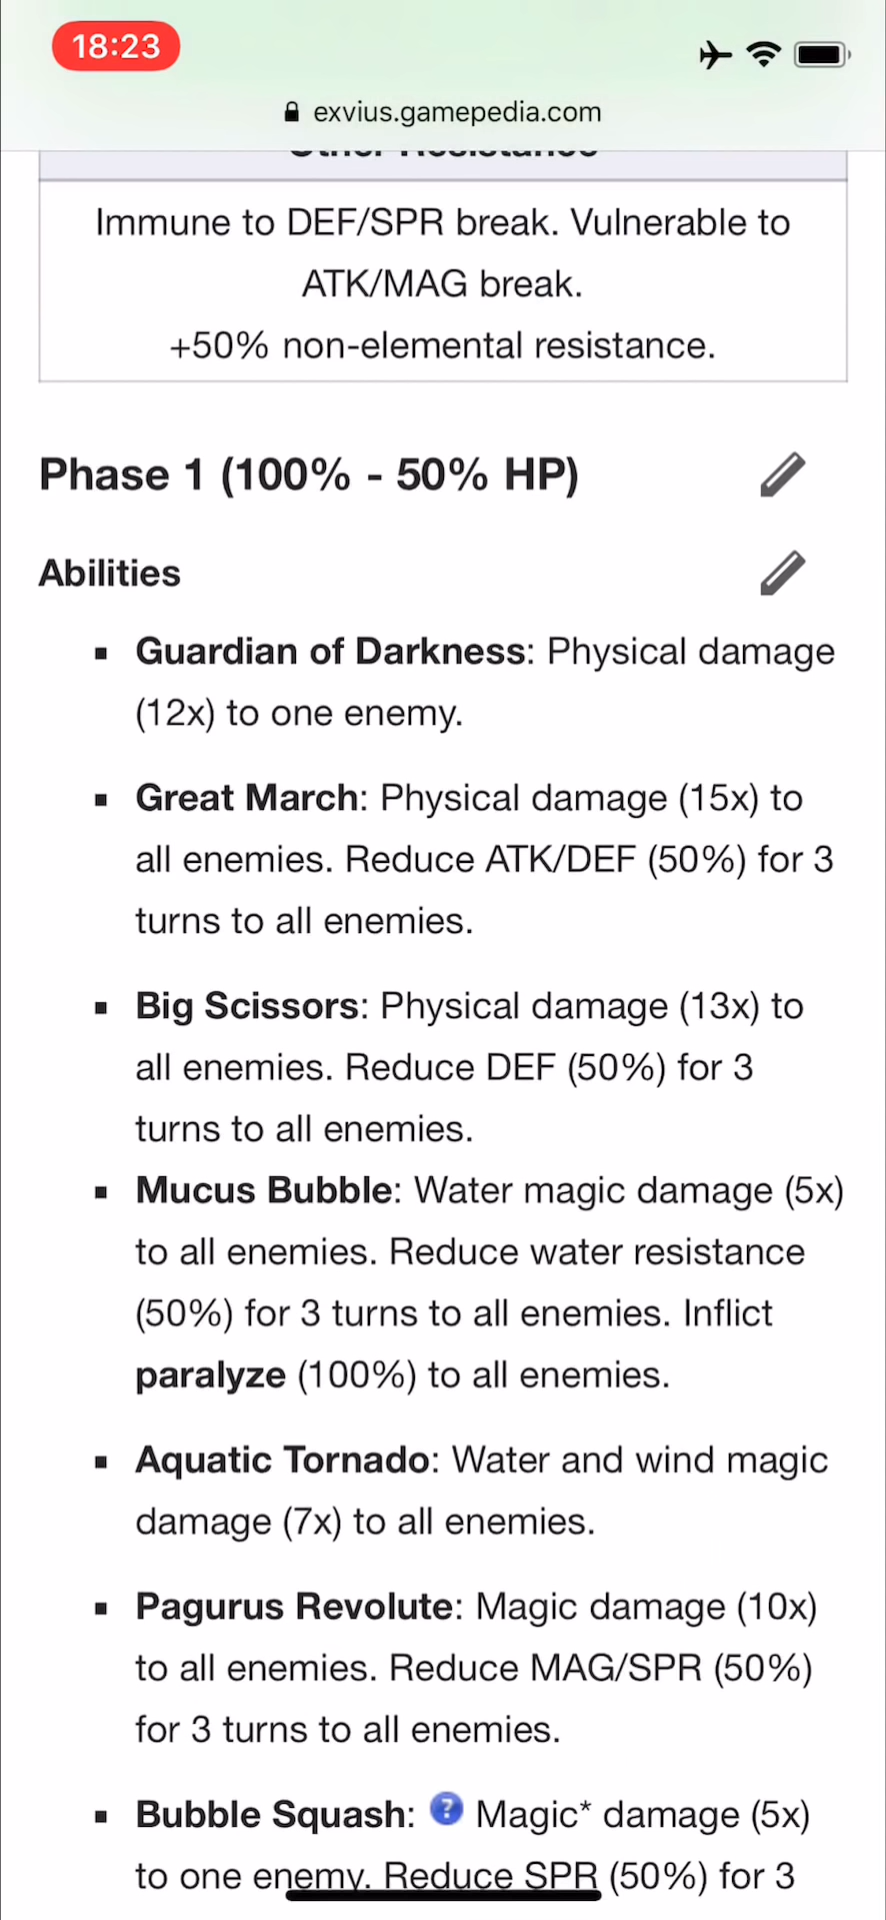 18:23
exvius.gamepedia.com
Other Resistance
Immune to DEF/SPR break. Vulnerable to
ATK/MAG break.
+50% non-elemental resistance.
Phase 1 (100% - 50% HP)
Abilities
▪ Guardian of Darkness: Physical damage
(12x) to one enemy.
▪ Great March: Physical damage (15x) to
all enemies. Reduce ATK/DEF (50%) for 3
turns to all enemies.
▪ Big Scissors: Physical damage (13x) to
all enemies. Reduce DEF (50%) for 3
turns to all enemies.
▪ Mucus Bubble: Water magic damage (5x)
to all enemies. Reduce water resistance
(50%) for 3 turns to all enemies. Inflict
paralyze (100%) to all enemies.
▪ Aquatic Tornado: Water and wind magic
damage (7x) to all enemies.
▪ Pagurus Revolute: Magic damage (10x)
to all enemies. Reduce MAG/SPR (50%)
for 3 turns to all enemies.
▪ Bubble Squash: ? Magic* damage (5x)
to one enemy. Reduce SPR (50%) for 3